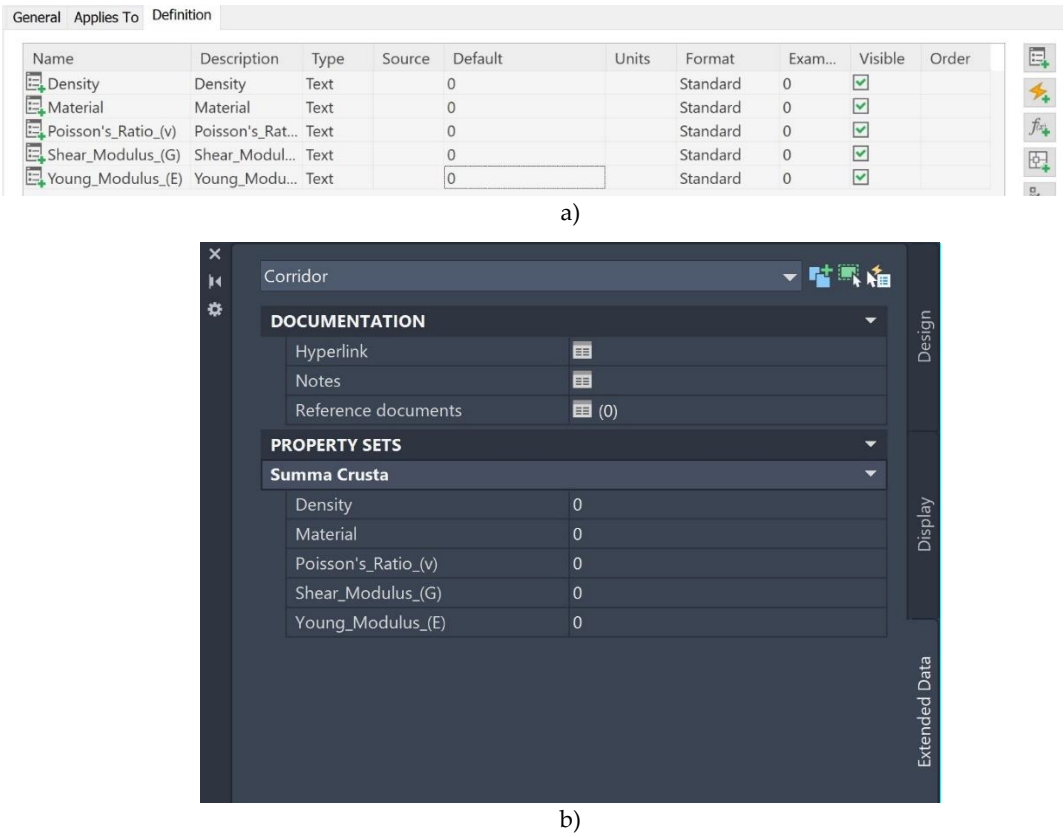 General Applies To Definition
Name Description Type Source Default Units Format Exam... Visible Order
Density Density Text 0 Standard 0
Material Material Text 0 Standard 0
Poisson's_Ratio_(v) Poisson's_Rat... Text 0 Standard 0
Shear_Modulus_(G) Shear_Modul... Text 0 Standard 0
Young_Modulus_(E) Young_Modu... Text 0 Standard 0
a)
Corridor
DOCUMENTATION
Hyperlink
Notes
Reference documents (0)
PROPERTY SETS
Summa Crusta
Density 0
Material 0
Poisson's_Ratio_(v) 0
Shear_Modulus_(G) 0
Young_Modulus_(E) 0
Design
Display
Extended Data
b)